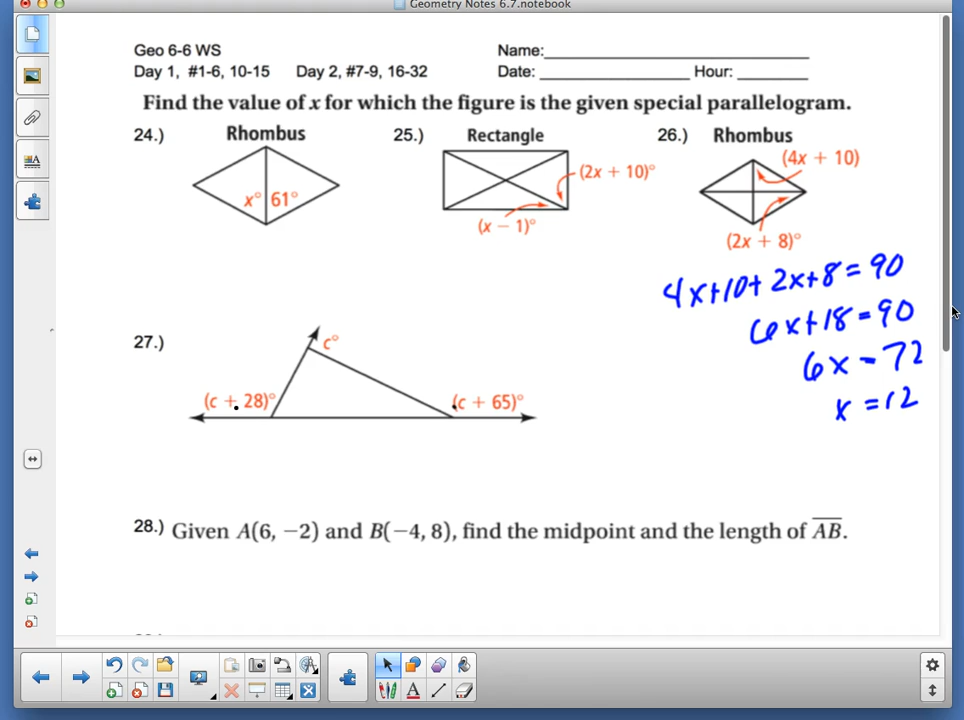 Geometry Notes 6.7.notebook
Geo 6-6 WS Name:
Day 1, #1-6, 10-15 Day 2, #7-9, 16-32 Date: Hour:
Find the value of x for which the figure is the given special parallelogram.
24.) Rhombus 25.) Rectangle 26.) Rhombus
(4x + 10)
(2x + 10)°
x° 61°
(x − 1)°
(2x + 8)°
4x+10+2x+8=90
6x+18=90
6x=72
x=12
27.) c°
(c + 28)° (c + 65)°
28.) Given A(6, −2) and B(−4, 8), find the midpoint and the length of A̅B̅.